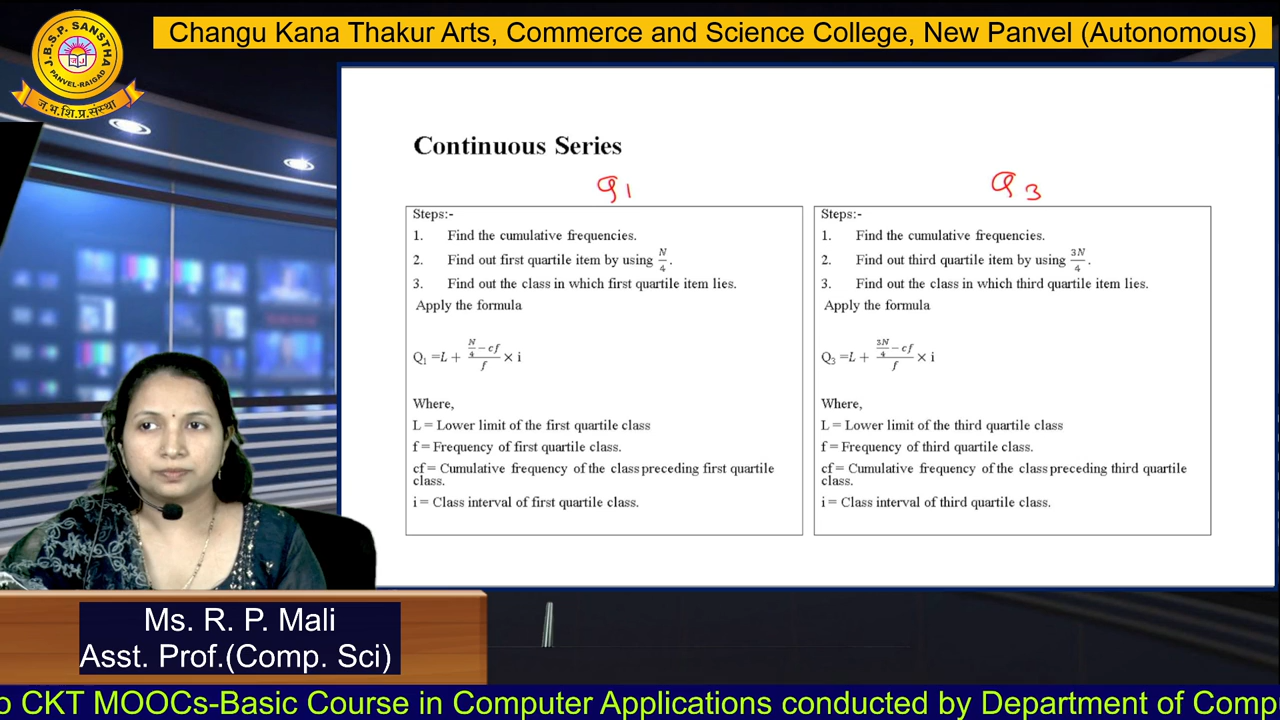 J.B.S.P. SANSTHA
PANVEL-RAIGAD
ज.भ.शि.प्र.संस्था
Changu Kana Thakur Arts, Commerce and Science College, New Panvel (Autonomous)
Continuous Series
Q1
Steps:-
1. Find the cumulative frequencies.
2. Find out first quartile item by using N/4.
3. Find out the class in which first quartile item lies.
Apply the formula
Q₁ =L + (N/4 − cf)/f × i
Where,
L = Lower limit of the first quartile class
f = Frequency of first quartile class.
cf = Cumulative frequency of the class preceding first quartile
class.
i = Class interval of first quartile class.
Q3
Steps:-
1. Find the cumulative frequencies.
2. Find out third quartile item by using 3N/4.
3. Find out the class in which third quartile item lies.
Apply the formula
Q₃ =L + (3N/4 − cf)/f × i
Where,
L = Lower limit of the third quartile class
f = Frequency of third quartile class.
cf = Cumulative frequency of the class preceding third quartile
class.
i = Class interval of third quartile class.
Ms. R. P. Mali
Asst. Prof.(Comp. Sci)
o CKT MOOCs-Basic Course in Computer Applications conducted by Department of Comp